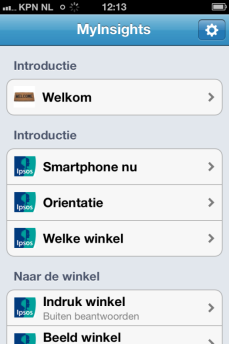 KPN NL 12:13
MyInsights
Introductie
Welkom
Introductie
Ipsos Smartphone nu
Ipsos Orientatie
Ipsos Welke winkel
Naar de winkel
Ipsos Indruk winkel
Buiten beantwoorden
Beeld winkel